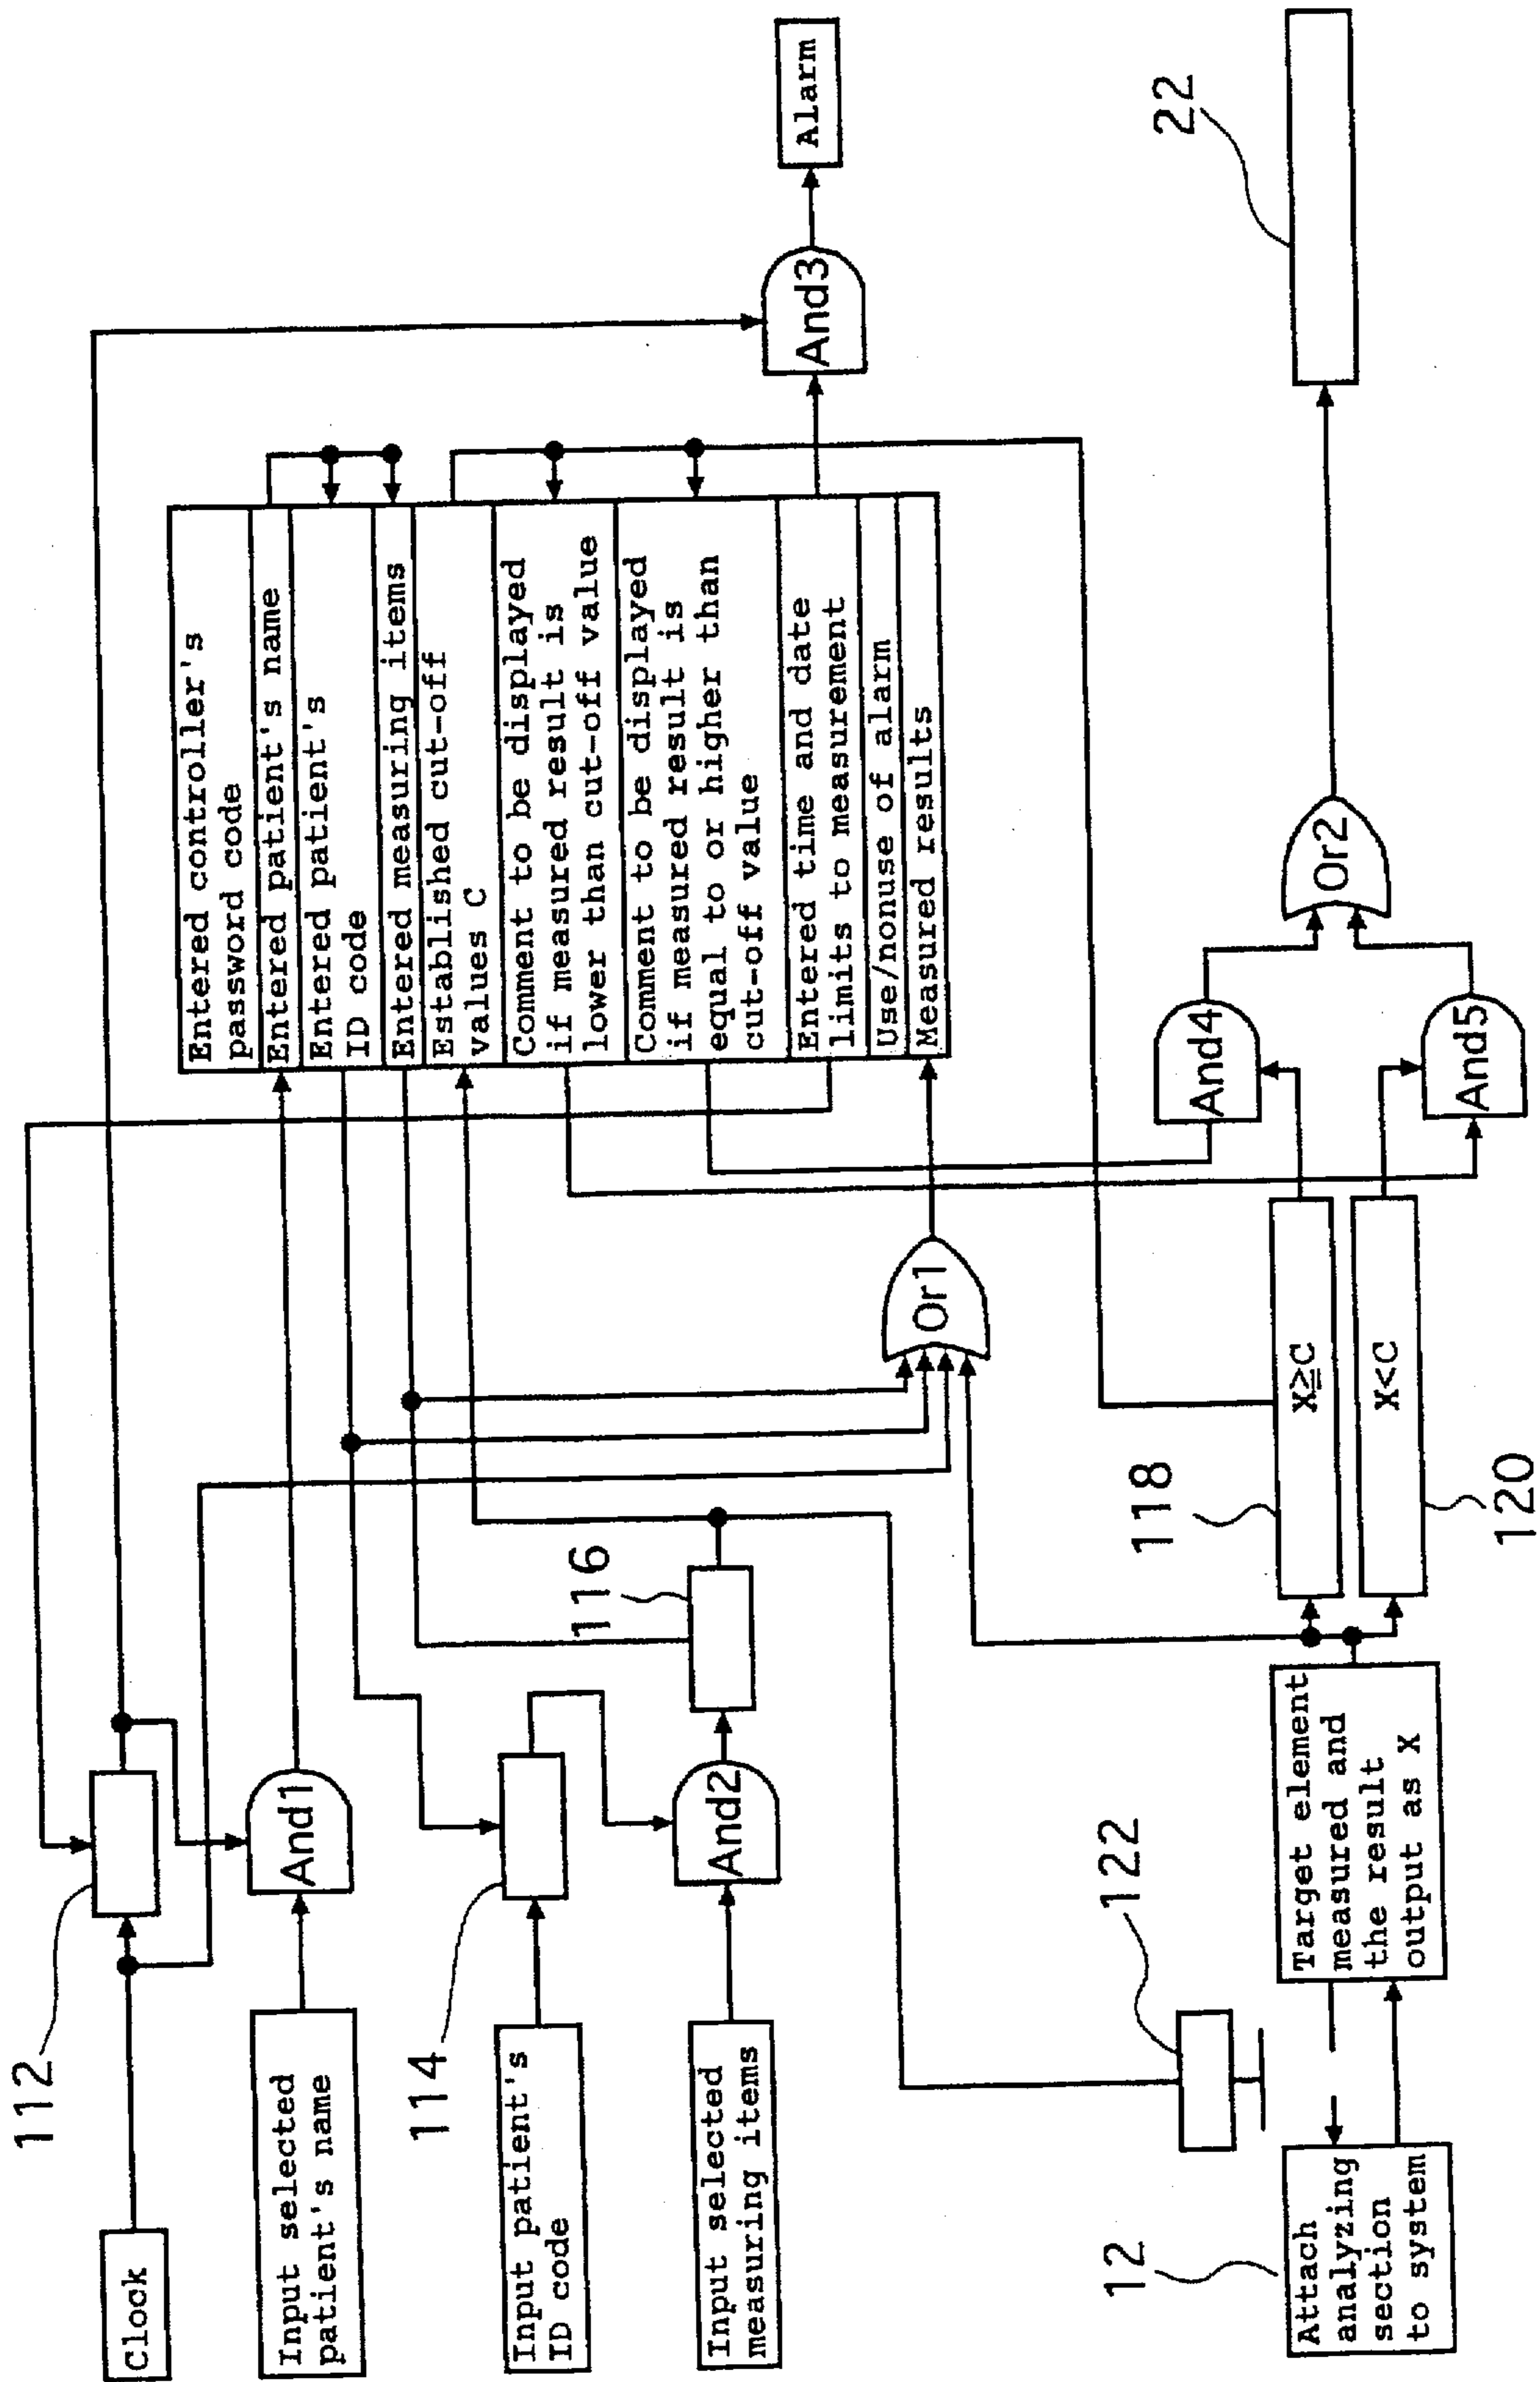 112
Clock
Input selected
patient's name
And1
114
Input patient's
ID code
Input selected
measuring items
And2
116
Entered controller's
password code
Entered patient's name
Entered patient's
ID code
Entered measuring items
Established cut-off
values C
Comment to be displayed
if measured result is
lower than cut-off value
Comment to be displayed
if measured result is
equal to or higher than
cut-off value
Entered time and date
limits to measurement
Use/nonuse of alarm
Measured results
And3
Alarm
Or1
122
12
Attach
analyzing
section
to system
Target element
measured and
the result
output as X
118
X≧C
X<C
120
And4
And5
Or2
22